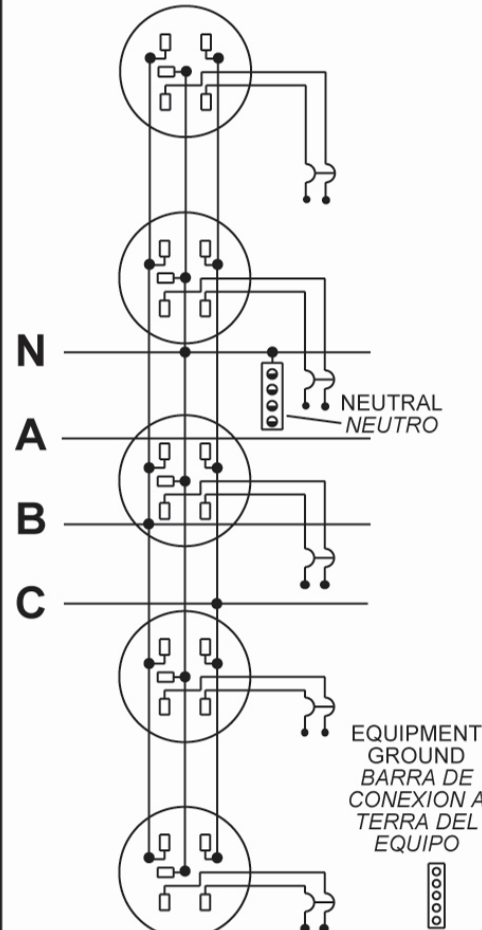 N
NEUTRAL
NEUTRO
A
B
C
EQUIPMENT
GROUND
BARRA DE
CONEXION A
TERRA DEL
EQUIPO